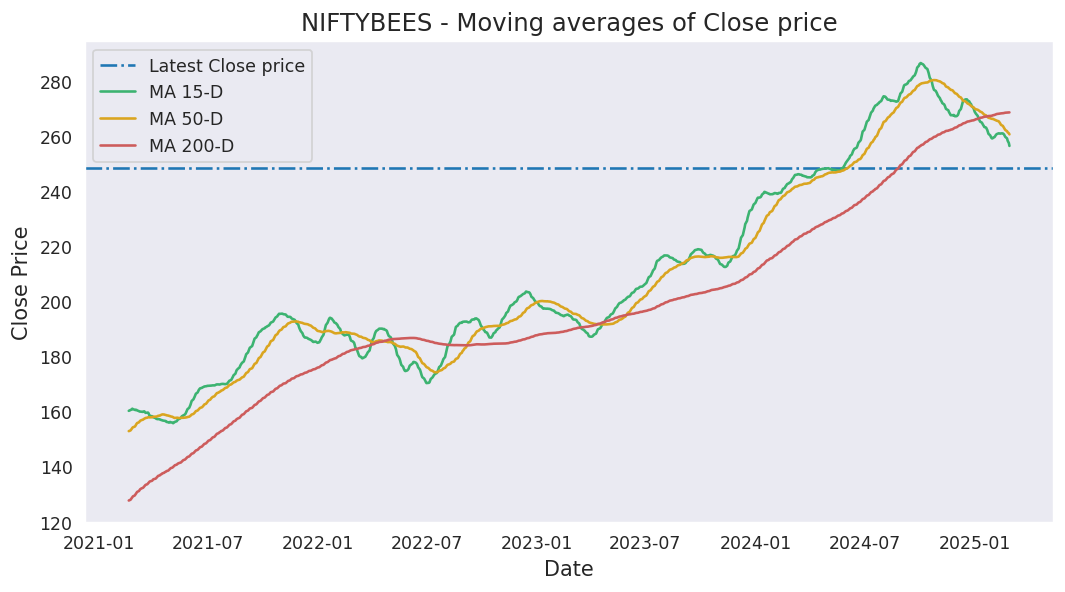 NIFTYBEES - Moving averages of Close price
Latest Close price
MA 15-D
MA 50-D
MA 200-D
Close Price
280
260
240
220
200
180
160
140
120
2021-01 2021-07 2022-01 2022-07 2023-01 2023-07 2024-01 2024-07 2025-01
Date